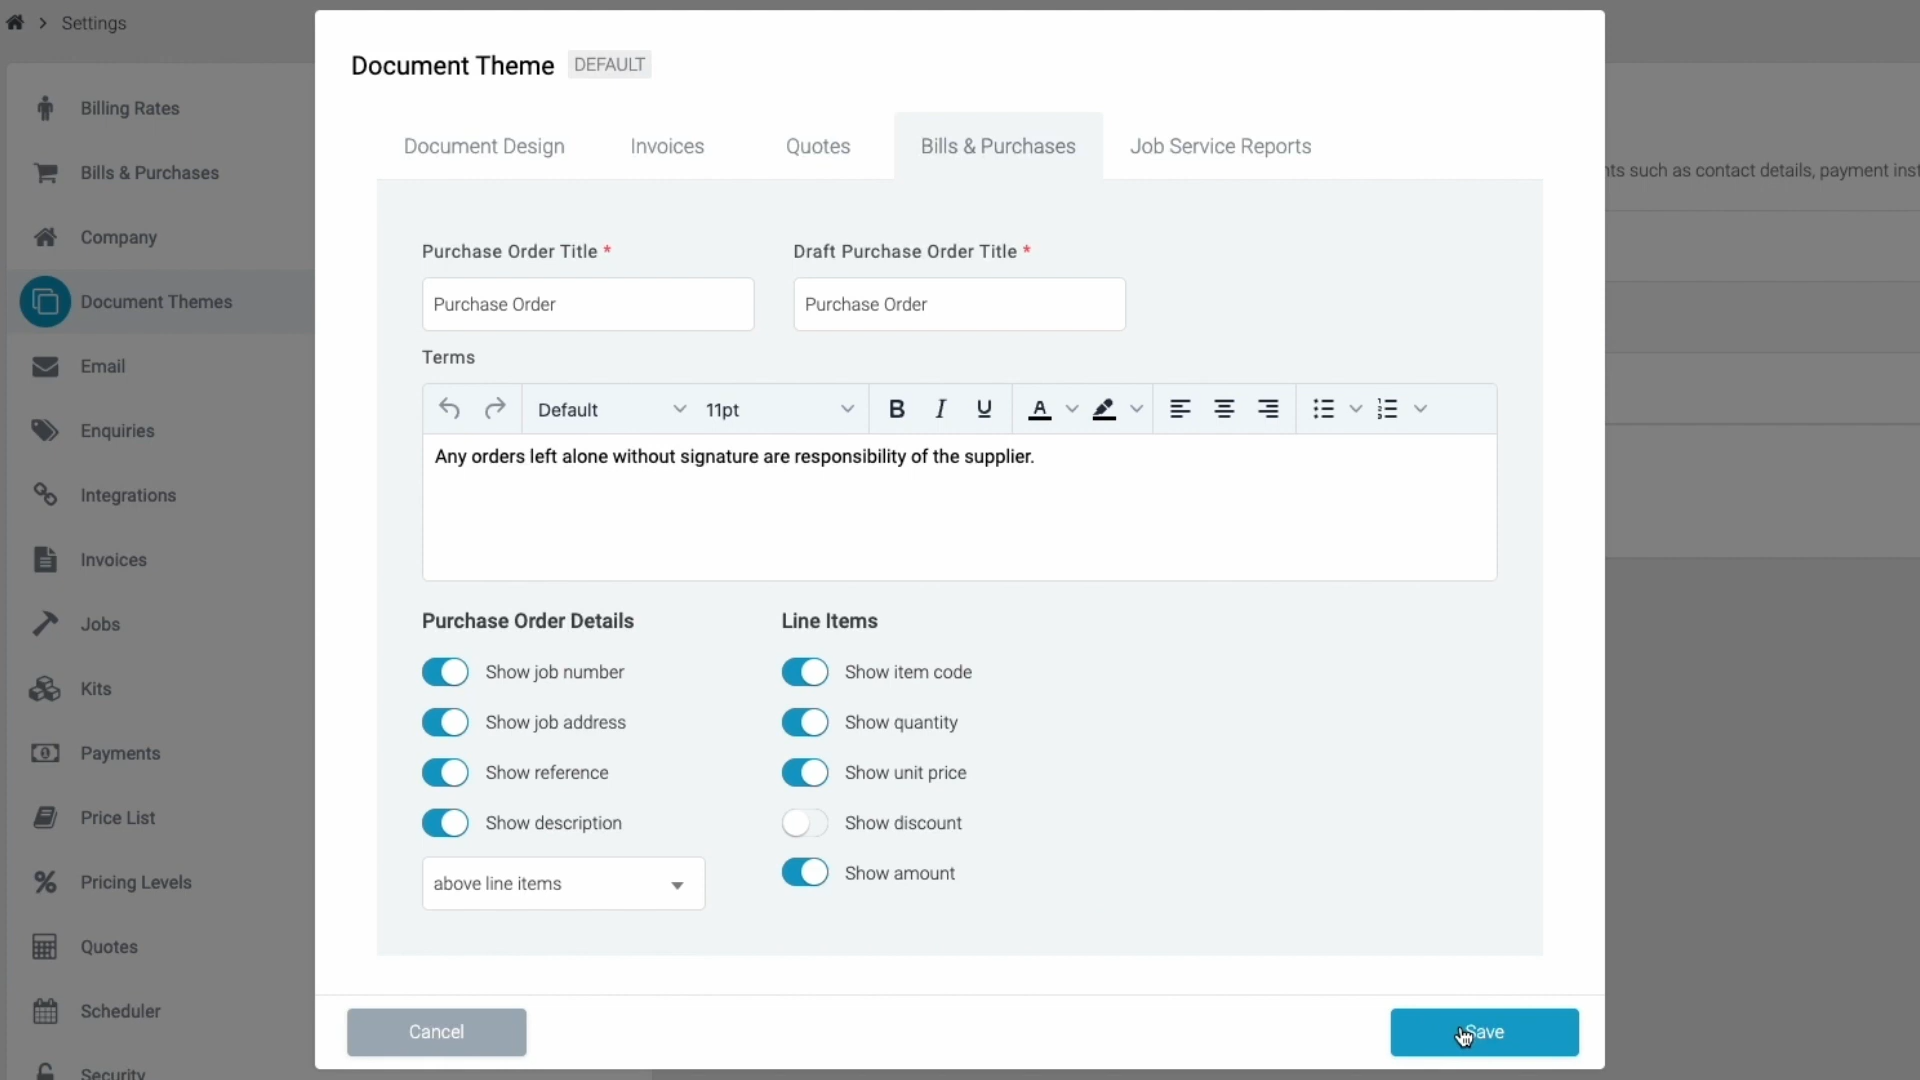 Settings
Billing Rates
Bills & Purchases
Company
Document Themes
Email
Enquiries
Integrations
Invoices
Jobs
Kits
Payments
Price List
Pricing Levels
Quotes
Scheduler
Security
Document Theme DEFAULT
Document Design Invoices Quotes Bills & Purchases Job Service Reports
such as contact details, payment
Purchase Order Title * Draft Purchase Order Title *
Purchase Order Purchase Order
Terms
Default 11pt B I U A
Any orders left alone without signature are responsibility of the supplier.
Purchase Order Details Line Items
Show job number Show item code
Show job address Show quantity
Show reference Show unit price
Show description Show discount
above line items Show amount
Cancel Save